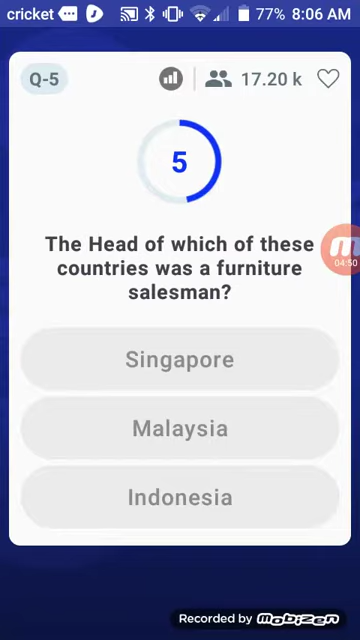 cricket 77% 8:06 AM
Q-5 17.20 k
5
The Head of which of these
countries was a furniture
salesman?
04:50
Singapore
Malaysia
Indonesia
Recorded by Mobizen